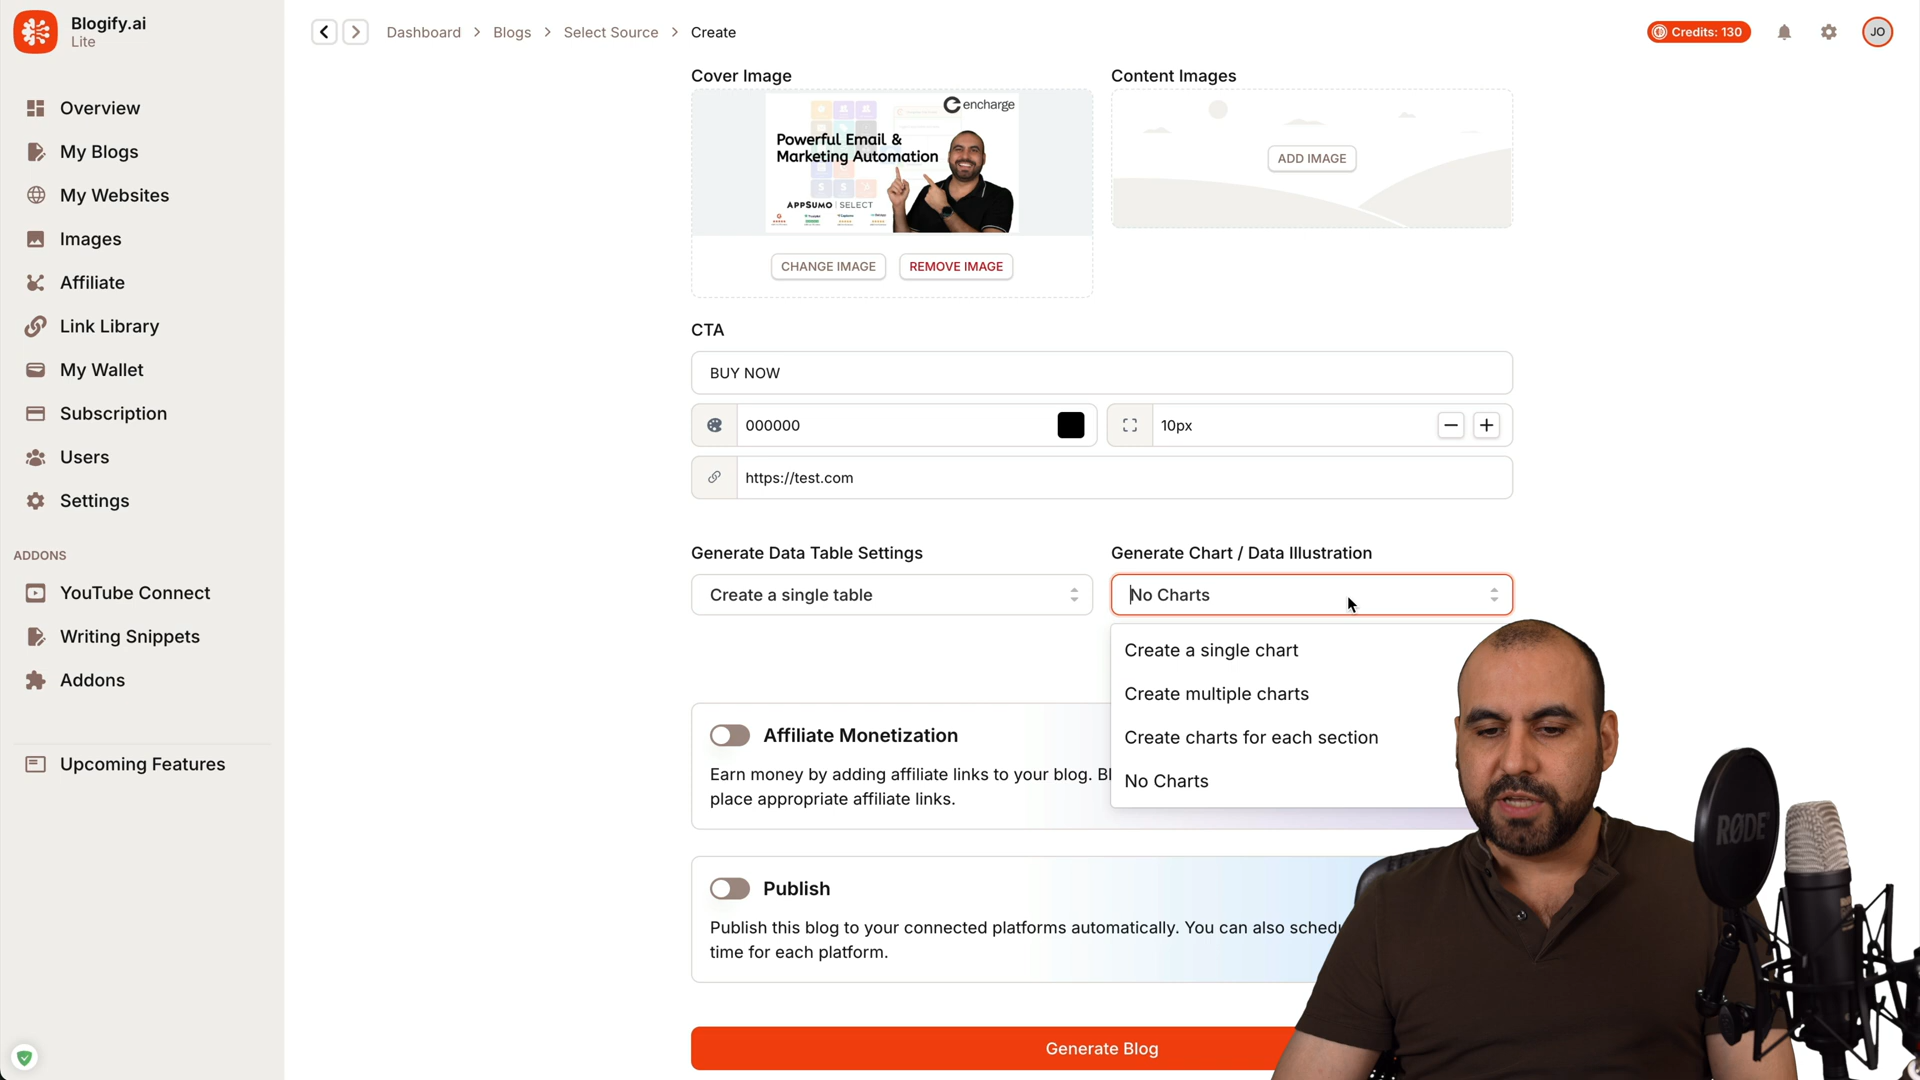 Blogify.ai
Lite
Dashboard
Blogs
Select Source
Create
Credits: 130
JO
Overview
My Blogs
My Websites
Images
Affiliate
Link Library
My Wallet
Subscription
Users
Settings
ADDONS
YouTube Connect
Writing Snippets
Addons
Upcoming Features
Cover Image
Content Images
encharge
Powerful Email &
Marketing Automation
APPSUMO | SELECT
ADD IMAGE
CHANGE IMAGE
REMOVE IMAGE
CTA
BUY NOW
000000
10px
https://test.com
Generate Data Table Settings
Generate Chart / Data Illustration
Create a single table
No Charts
Create a single chart
Create multiple charts
Create charts for each section
No Charts
Affiliate Monetization
Earn money by adding affiliate links to your blog.
place appropriate affiliate links.
Publish
Publish this blog to your connected platforms automatically. You can also
time for each platform.
Generate Blog
RØDE